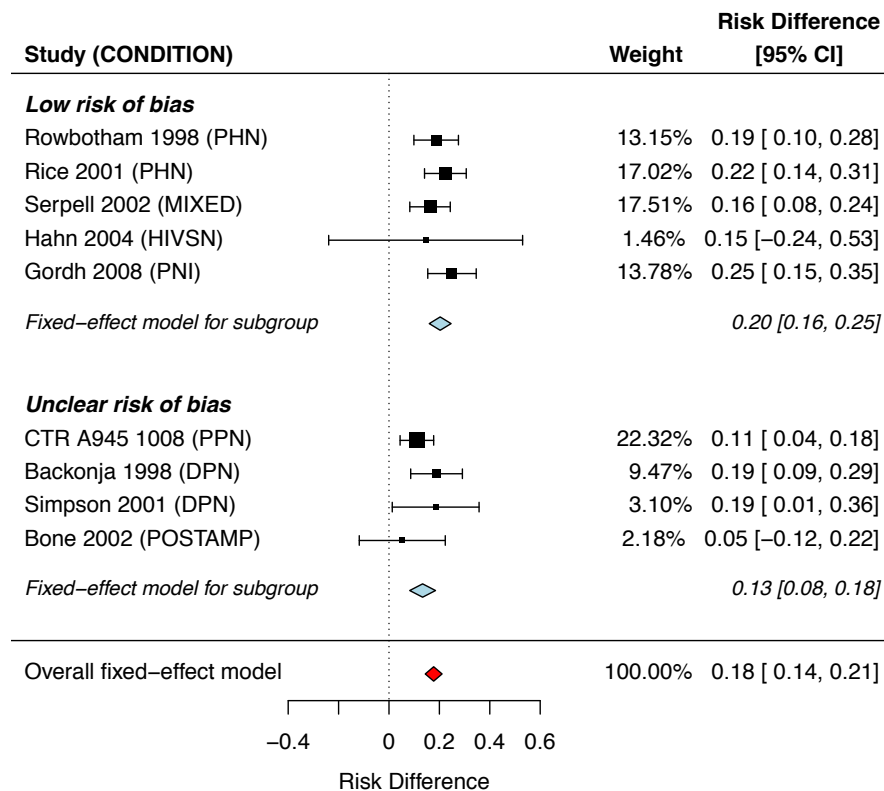 Risk Difference
Study (CONDITION) Weight [95% CI]
Low risk of bias
Rowbotham 1998 (PHN) 13.15% 0.19 [ 0.10, 0.28]
Rice 2001 (PHN) 17.02% 0.22 [ 0.14, 0.31]
Serpell 2002 (MIXED) 17.51% 0.16 [ 0.08, 0.24]
Hahn 2004 (HIVSN) 1.46% 0.15 [−0.24, 0.53]
Gordh 2008 (PNI) 13.78% 0.25 [ 0.15, 0.35]
Fixed−effect model for subgroup 0.20 [0.16, 0.25]
Unclear risk of bias
CTR A945 1008 (PPN) 22.32% 0.11 [ 0.04, 0.18]
Backonja 1998 (DPN) 9.47% 0.19 [ 0.09, 0.29]
Simpson 2001 (DPN) 3.10% 0.19 [ 0.01, 0.36]
Bone 2002 (POSTAMP) 2.18% 0.05 [−0.12, 0.22]
Fixed−effect model for subgroup 0.13 [0.08, 0.18]
Overall fixed−effect model 100.00% 0.18 [ 0.14, 0.21]
−0.4 0 0.2 0.4 0.6
Risk Difference